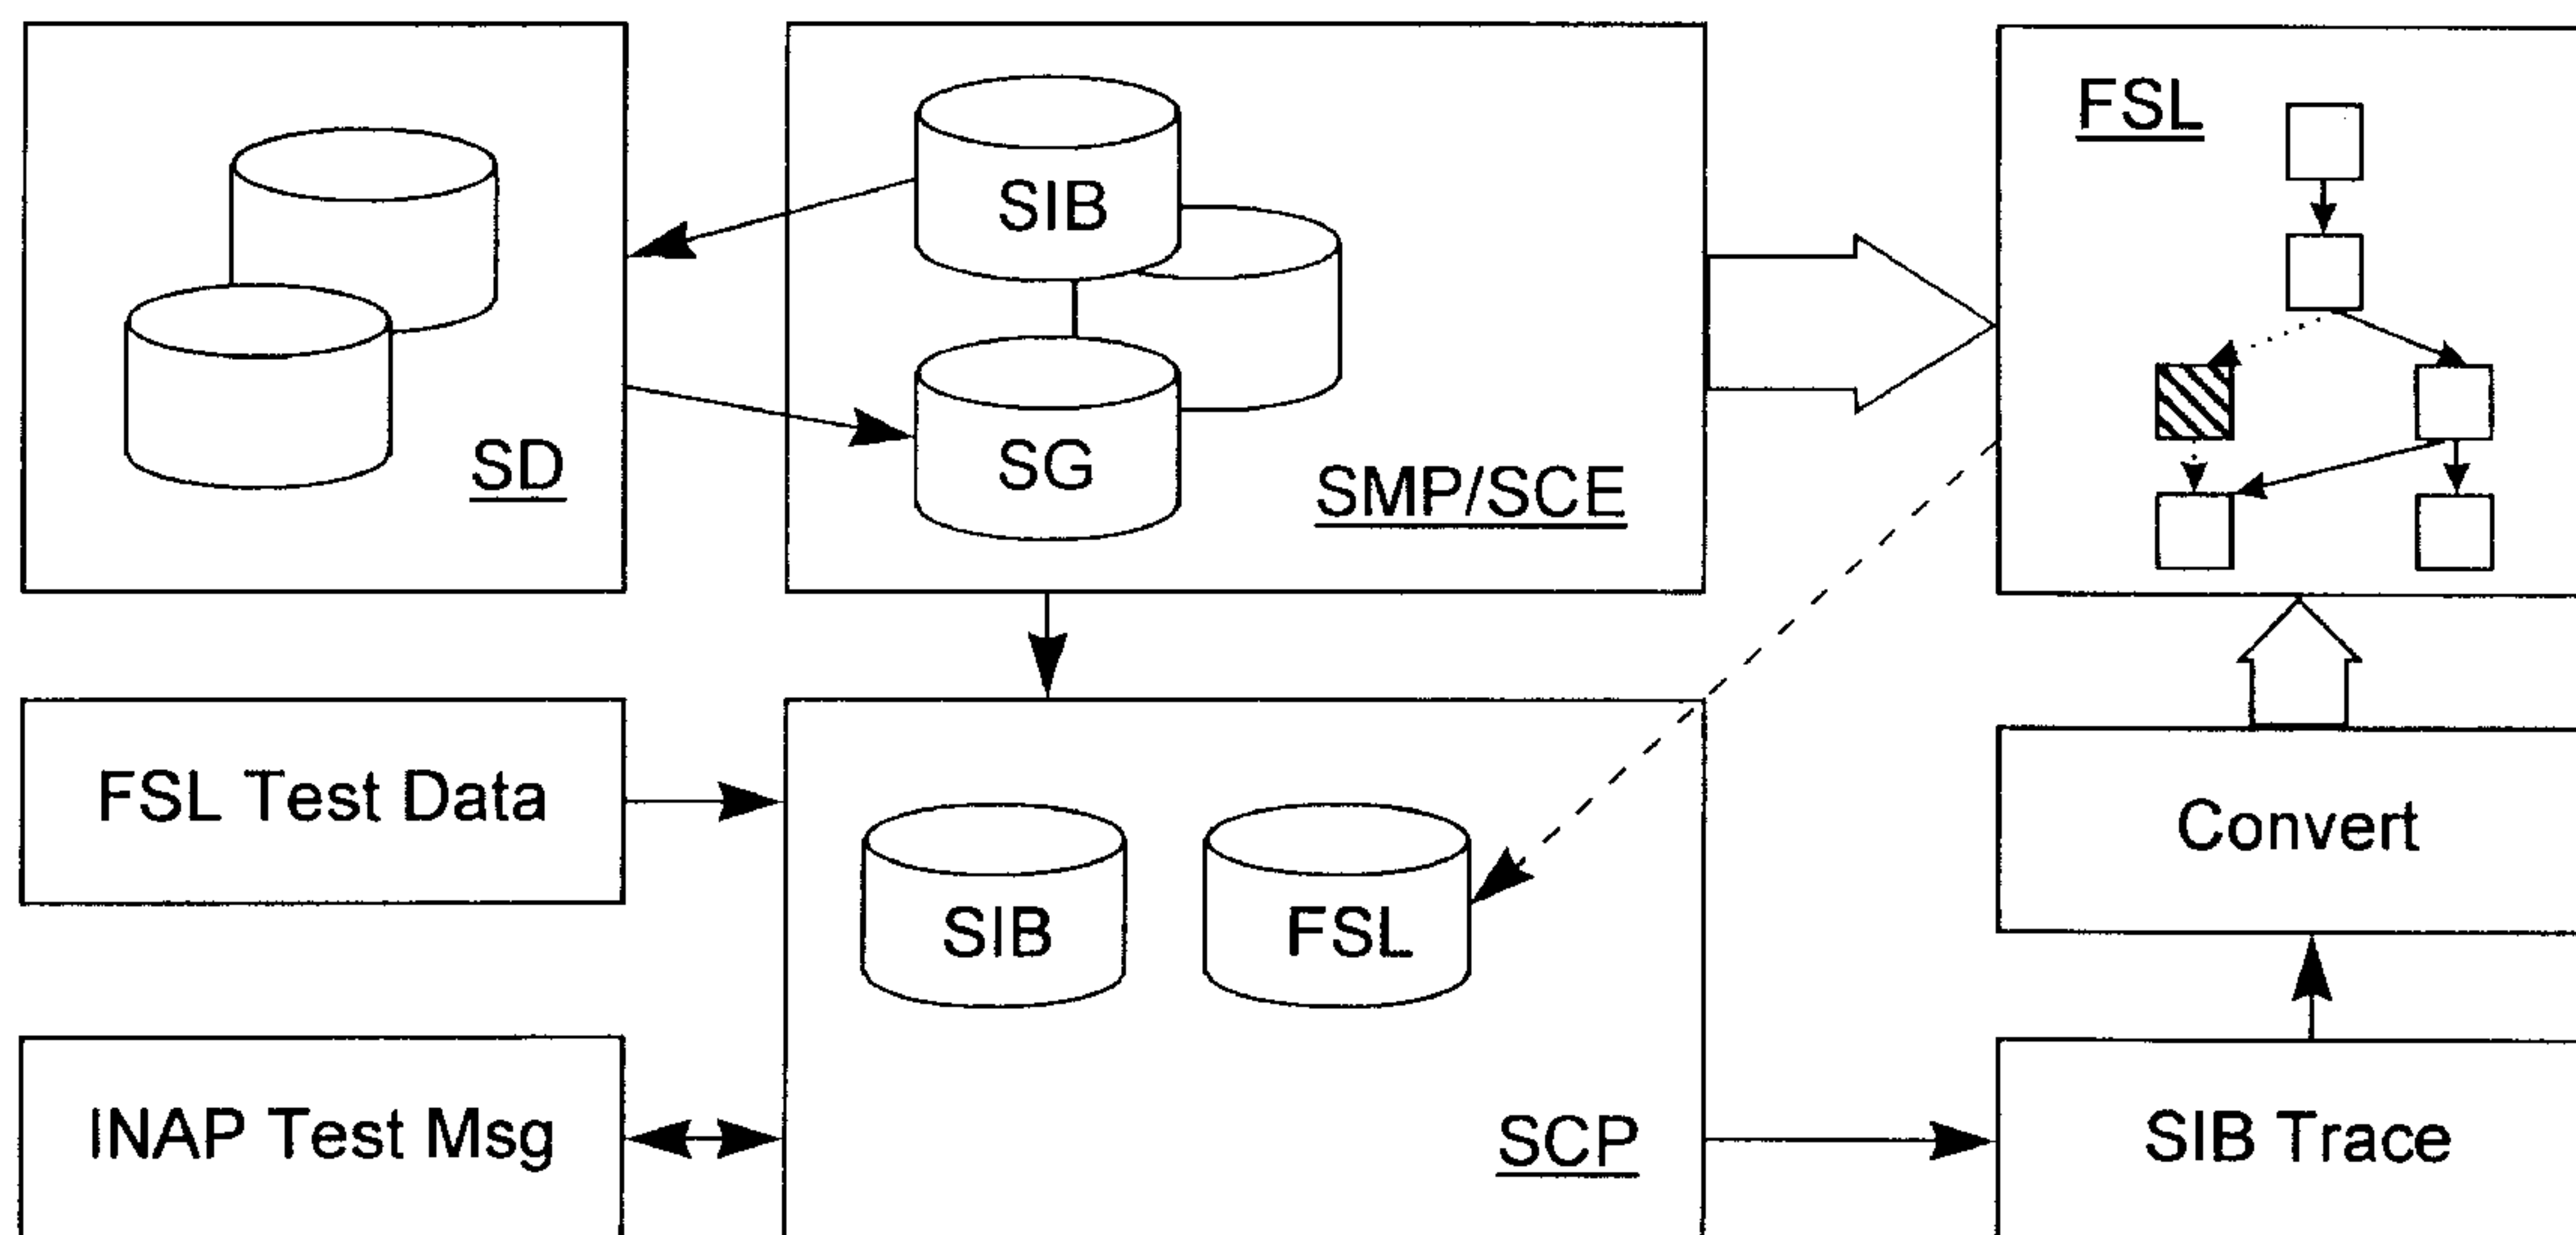 SD
SIB
SG
SMP/SCE
FSL
FSL Test Data
INAP Test Msg
SIB
FSL
SCP
Convert
SIB Trace